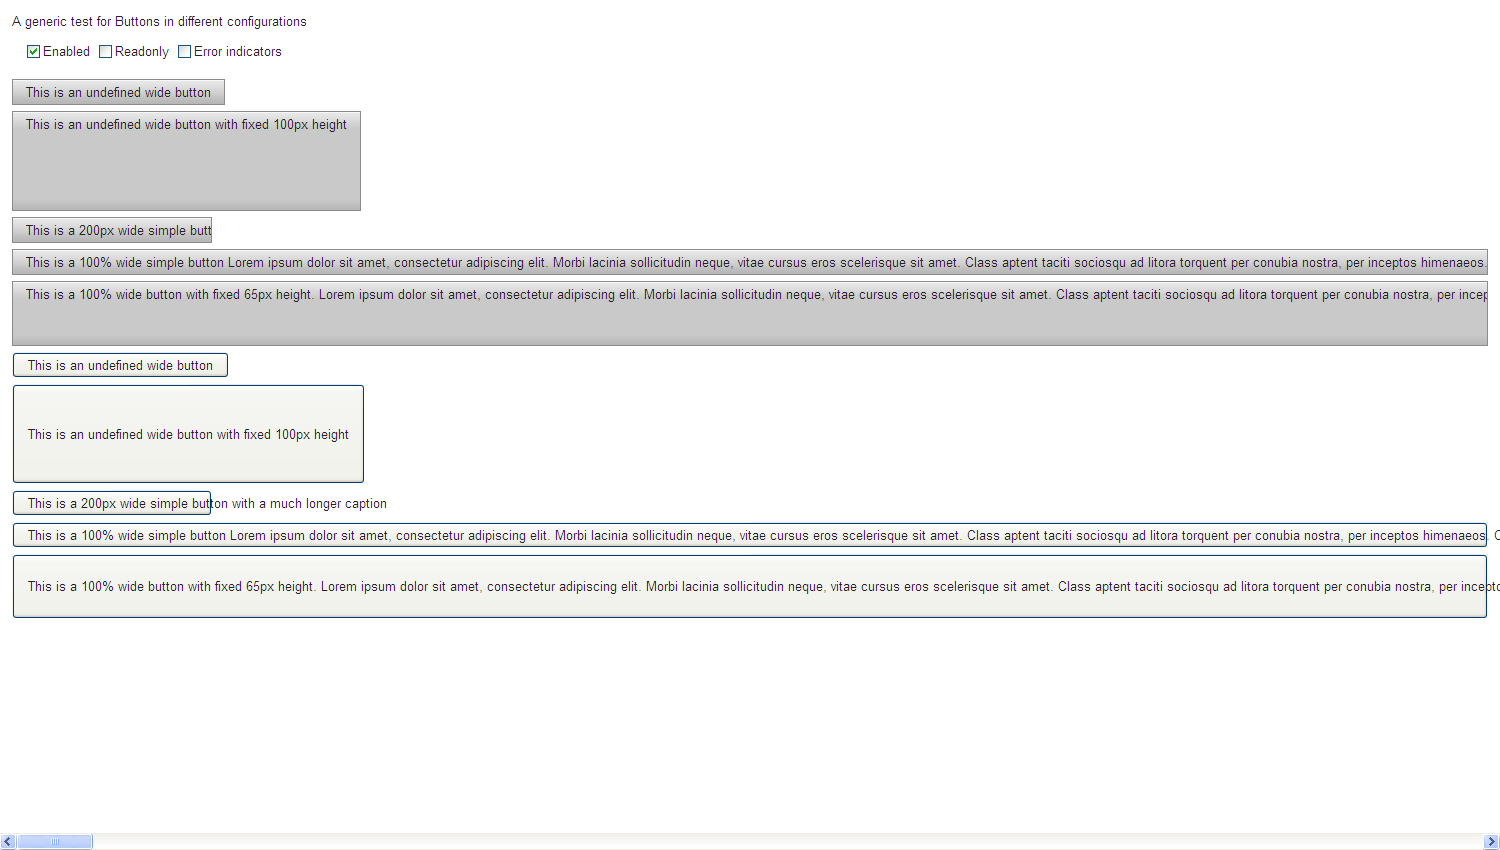 A generic test for Buttons in different configurations
Enabled Readonly Error indicators
This is an undefined wide button
This is an undefined wide button with fixed 100px height
This is a 200px wide simple butt
This is a 100% wide simple button Lorem ipsum dolor sit amet, consectetur adipiscing elit. Morbi lacinia sollicitudin neque, vitae cursus eros scelerisque sit amet. Class aptent taciti sociosqu ad litora torquent per conubia nostra, per inceptos himenaeos.
This is a 100% wide button with fixed 65px height. Lorem ipsum dolor sit amet, consectetur adipiscing elit. Morbi lacinia sollicitudin neque, vitae cursus eros scelerisque sit amet. Class aptent taciti sociosqu ad litora torquent per conubia nostra, per incep
This is an undefined wide button
This is an undefined wide button with fixed 100px height
This is a 200px wide simple button with a much longer caption
This is a 100% wide simple button Lorem ipsum dolor sit amet, consectetur adipiscing elit. Morbi lacinia sollicitudin neque, vitae cursus eros scelerisque sit amet. Class aptent taciti sociosqu ad litora torquent per conubia nostra, per inceptos himenaeos. C
This is a 100% wide button with fixed 65px height. Lorem ipsum dolor sit amet, consectetur adipiscing elit. Morbi lacinia sollicitudin neque, vitae cursus eros scelerisque sit amet. Class aptent taciti sociosqu ad litora torquent per conubia nostra, per incepto